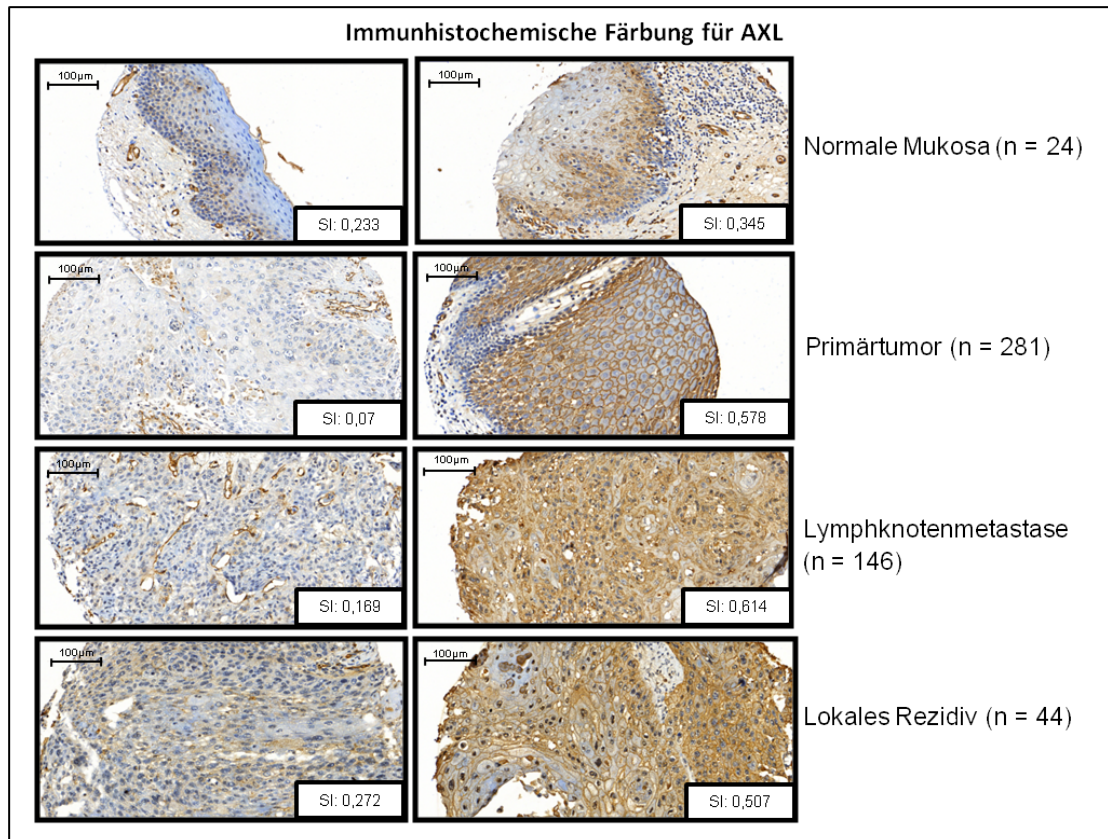 Immunhistochemische Färbung für AXL
100µm
SI: 0,233
100µm
SI: 0,345
Normale Mukosa (n = 24)
100µm
SI: 0,07
100µm
SI: 0,578
Primärtumor (n = 281)
100µm
SI: 0,169
100µm
SI: 0,614
Lymphknotenmetastase
(n = 146)
100µm
SI: 0,272
100µm
SI: 0,507
Lokales Rezidiv (n = 44)